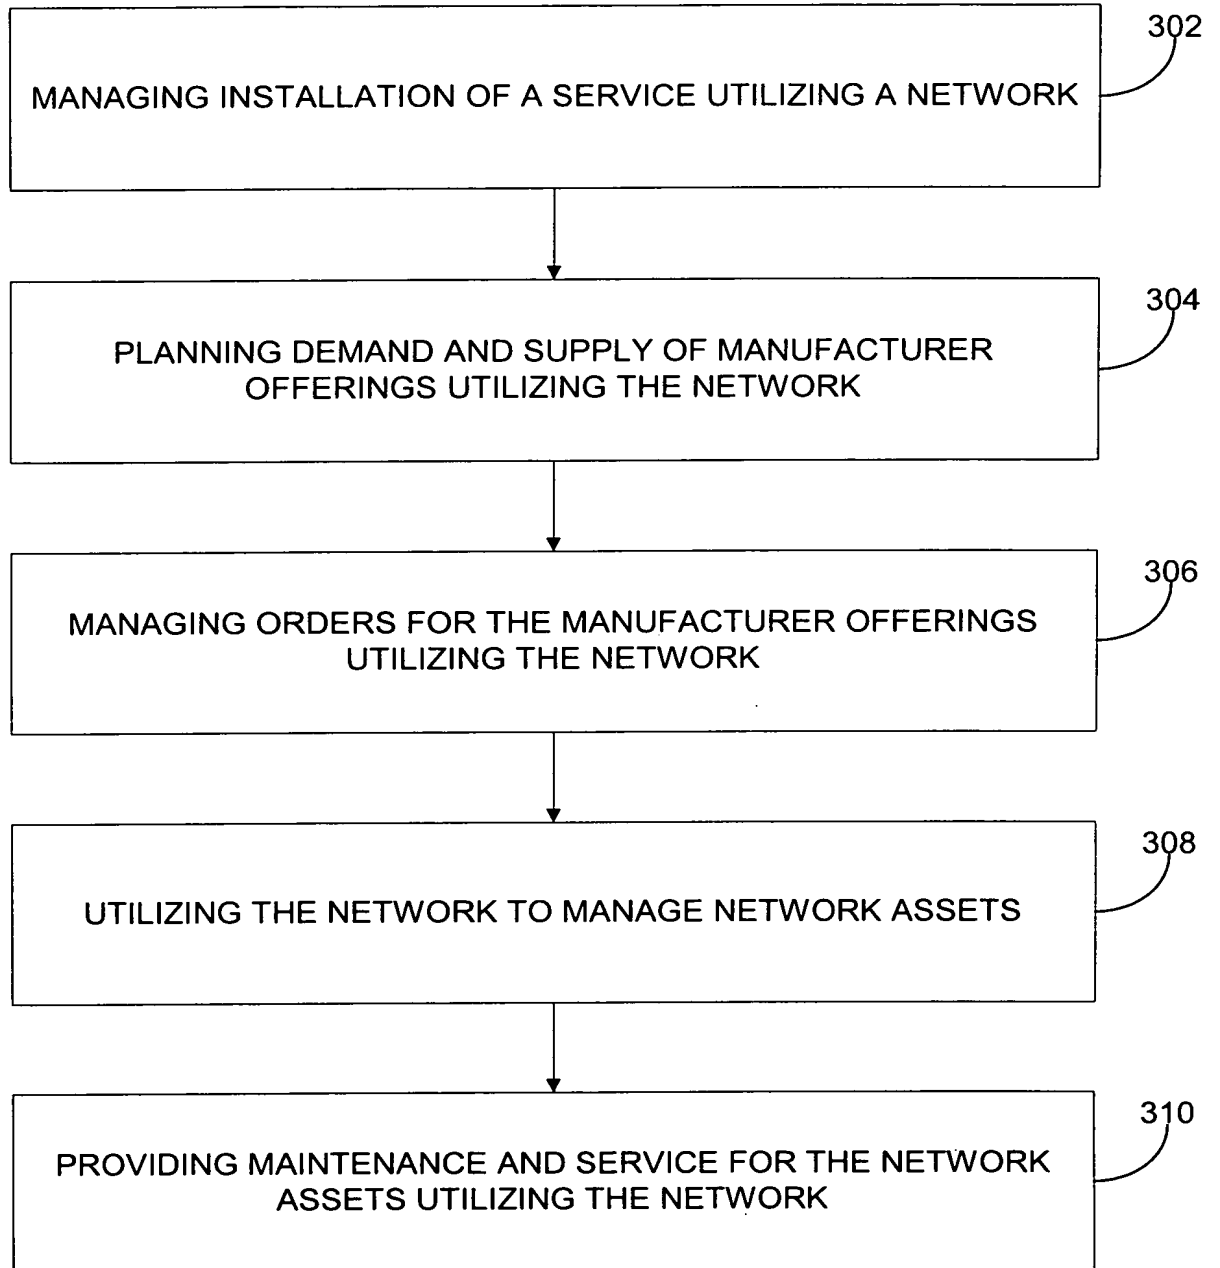 302
MANAGING INSTALLATION OF A SERVICE UTILIZING A NETWORK
304
PLANNING DEMAND AND SUPPLY OF MANUFACTURER
OFFERINGS UTILIZING THE NETWORK
306
MANAGING ORDERS FOR THE MANUFACTURER OFFERINGS
UTILIZING THE NETWORK
308
UTILIZING THE NETWORK TO MANAGE NETWORK ASSETS
310
PROVIDING MAINTENANCE AND SERVICE FOR THE NETWORK
ASSETS UTILIZING THE NETWORK